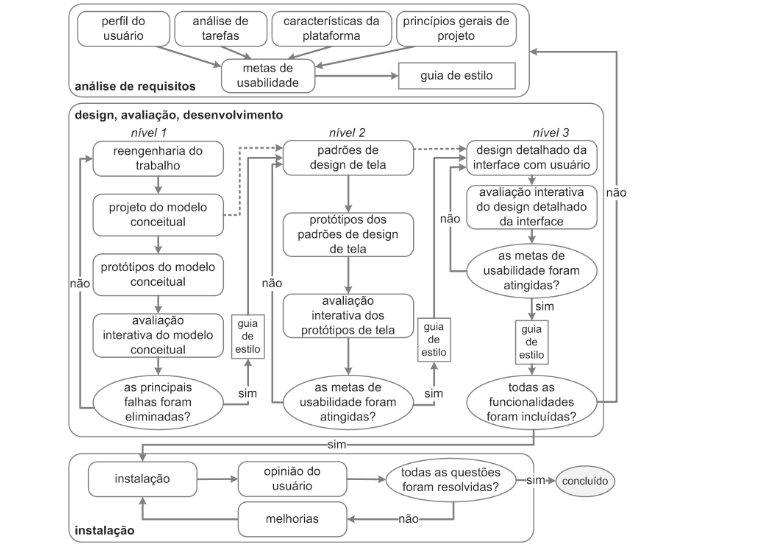 perfil do
usuário
análise de
tarefas
características da
plataforma
princípios gerais de
projeto
metas de
usabilidade
guia de estilo
análise de requisitos
design, avaliação, desenvolvimento
nível 1
nível 2
nível 3
reengenharia do
trabalho
projeto do modelo
conceitual
protótipos do modelo
conceitual
avaliação
interativa do modelo
conceitual
as principais
falhas foram
eliminadas?
não
sim
guia
de
estilo
padrões de
design de tela
protótipos dos
padrões de design
de tela
avaliação
interativa dos
protótipos de tela
as metas de
usabilidade foram
atingidas?
não
sim
guia
de
estilo
design detalhado da
interface com usuário
avaliação interativa
do design detalhado
da interface
as metas de
usabilidade foram
atingidas?
não
sim
guia
de
estilo
todas as
funcionalidades
foram incluídas?
não
sim
instalação
opinião do
usuário
todas as questões
foram resolvidas?
sim
concluído
não
melhorias
instalação